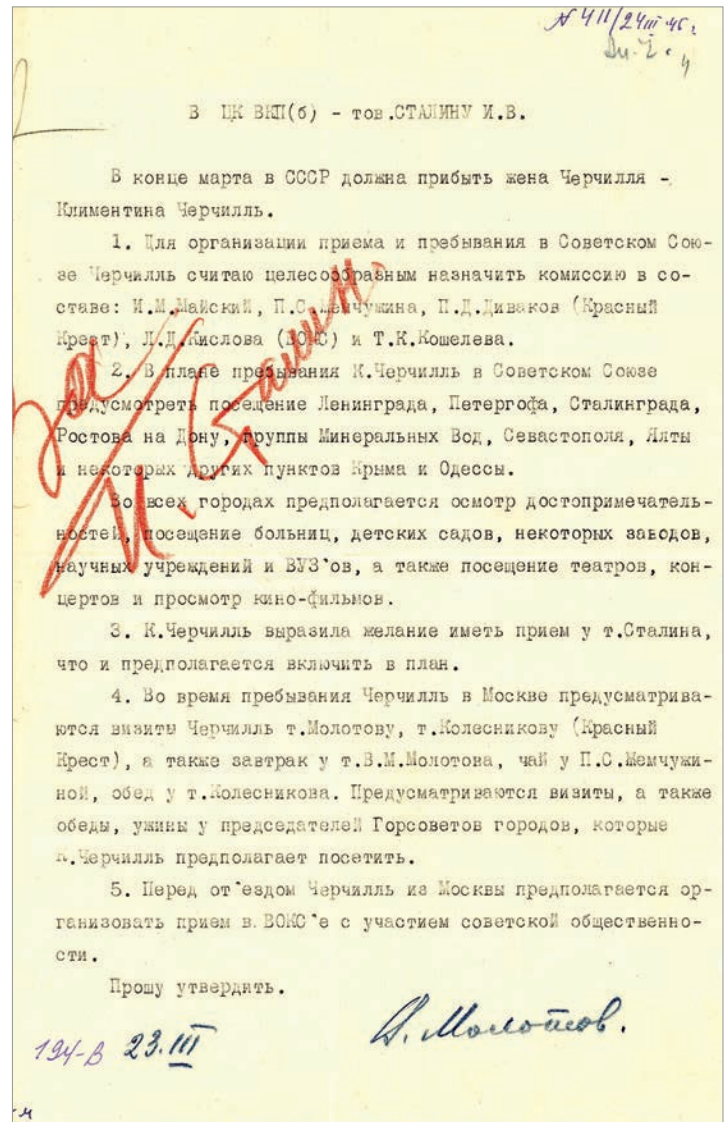 N 411/24 III 45 г.
В ЦК ВКП(б) - тов.СТАЛИНУ И.В.
В конце марта в СССР должна прибыть жена Черчилля -
Климентина Черчилль.
1. Для организации приема и пребывания в Советском Сою-
зе Черчилль считаю целесообразным назначить комиссию в со-
ставе: И.М.Майский, П.С.Жемчужина, П.Д.Диваков (Красный
Крест), Л.Д.Кислова (ВОКС) и Т.К.Кошелева.
2. В плане пребывания К.Черчилль в Советском Союзе
предусмотреть посещение Ленинграда, Петергофа, Сталинграда,
Ростова на Дону, группы Минеральных Вод, Севастополя, Ялты
и некоторых других пунктов Крыма и Одессы.
Во всех городах предполагается осмотр достопримечатель-
ностей, посещение больниц, детских садов, некоторых заводов,
научных учреждений и ВУЗ'ов, а также посещение театров, кон-
цертов и просмотр кино-фильмов.
3. К.Черчилль выразила желание иметь прием у т.Сталина,
что и предполагается включить в план.
4. Во время пребывания Черчилль в Москве предусматрива-
ются визиты Черчилль т.Молотову, т.Колесникову (Красный
Крест), а также завтрак у т.В.М.Молотова, чай у П.С.Жемчужи-
ной, обед у т.Колесникова. Предусматриваются визиты, а также
обеды, ужины у председателей Горсоветов городов, которые
К.Черчилль предполагает посетить.
5. Перед от'ездом Черчилль из Москвы предполагается ор-
ганизовать прием в ВОКС'е с участием советской общественно-
сти.
Прошу утвердить.
За
И. Сталин.
В. Молотов.
194-В 23.III